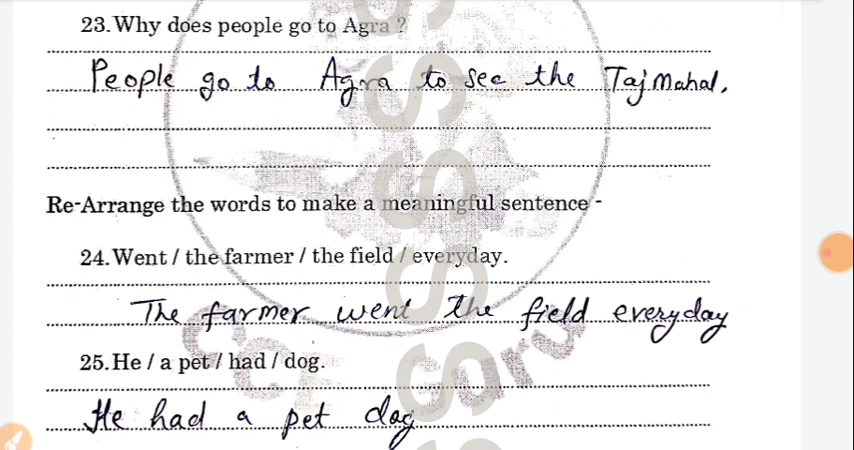 23. Why does people go to Agra ?
People go to Agra to see the Taj Mahal.
Re-Arrange the words to make a meaningful sentence -
24. Went / the farmer / the field / everyday.
The farmer went the field everyday
25. He / a pet / had / dog.
He had a pet dog